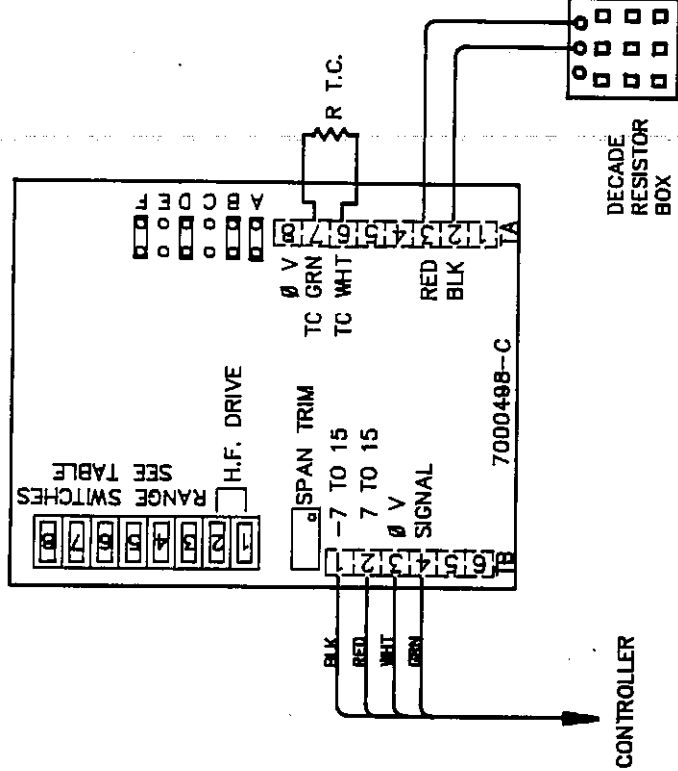 RANGE SWITCHES
SEE TABLE
8
7
6
5
4
3
2
1
H.F. DRIVE
SPAN TRIM
F
E
D
C
B
A
8 Ø V
7 TC GRN
6 TC WHT
5
4
3 RED
2 BLK
1
TA
R T.C.
BLK 1 -7 TO 15
RED 2 7 TO 15
WHT 3 Ø V
GRN 4 SIGNAL
5
6
TB
7000498-C
CONTROLLER
DECADE
RESISTOR
BOX